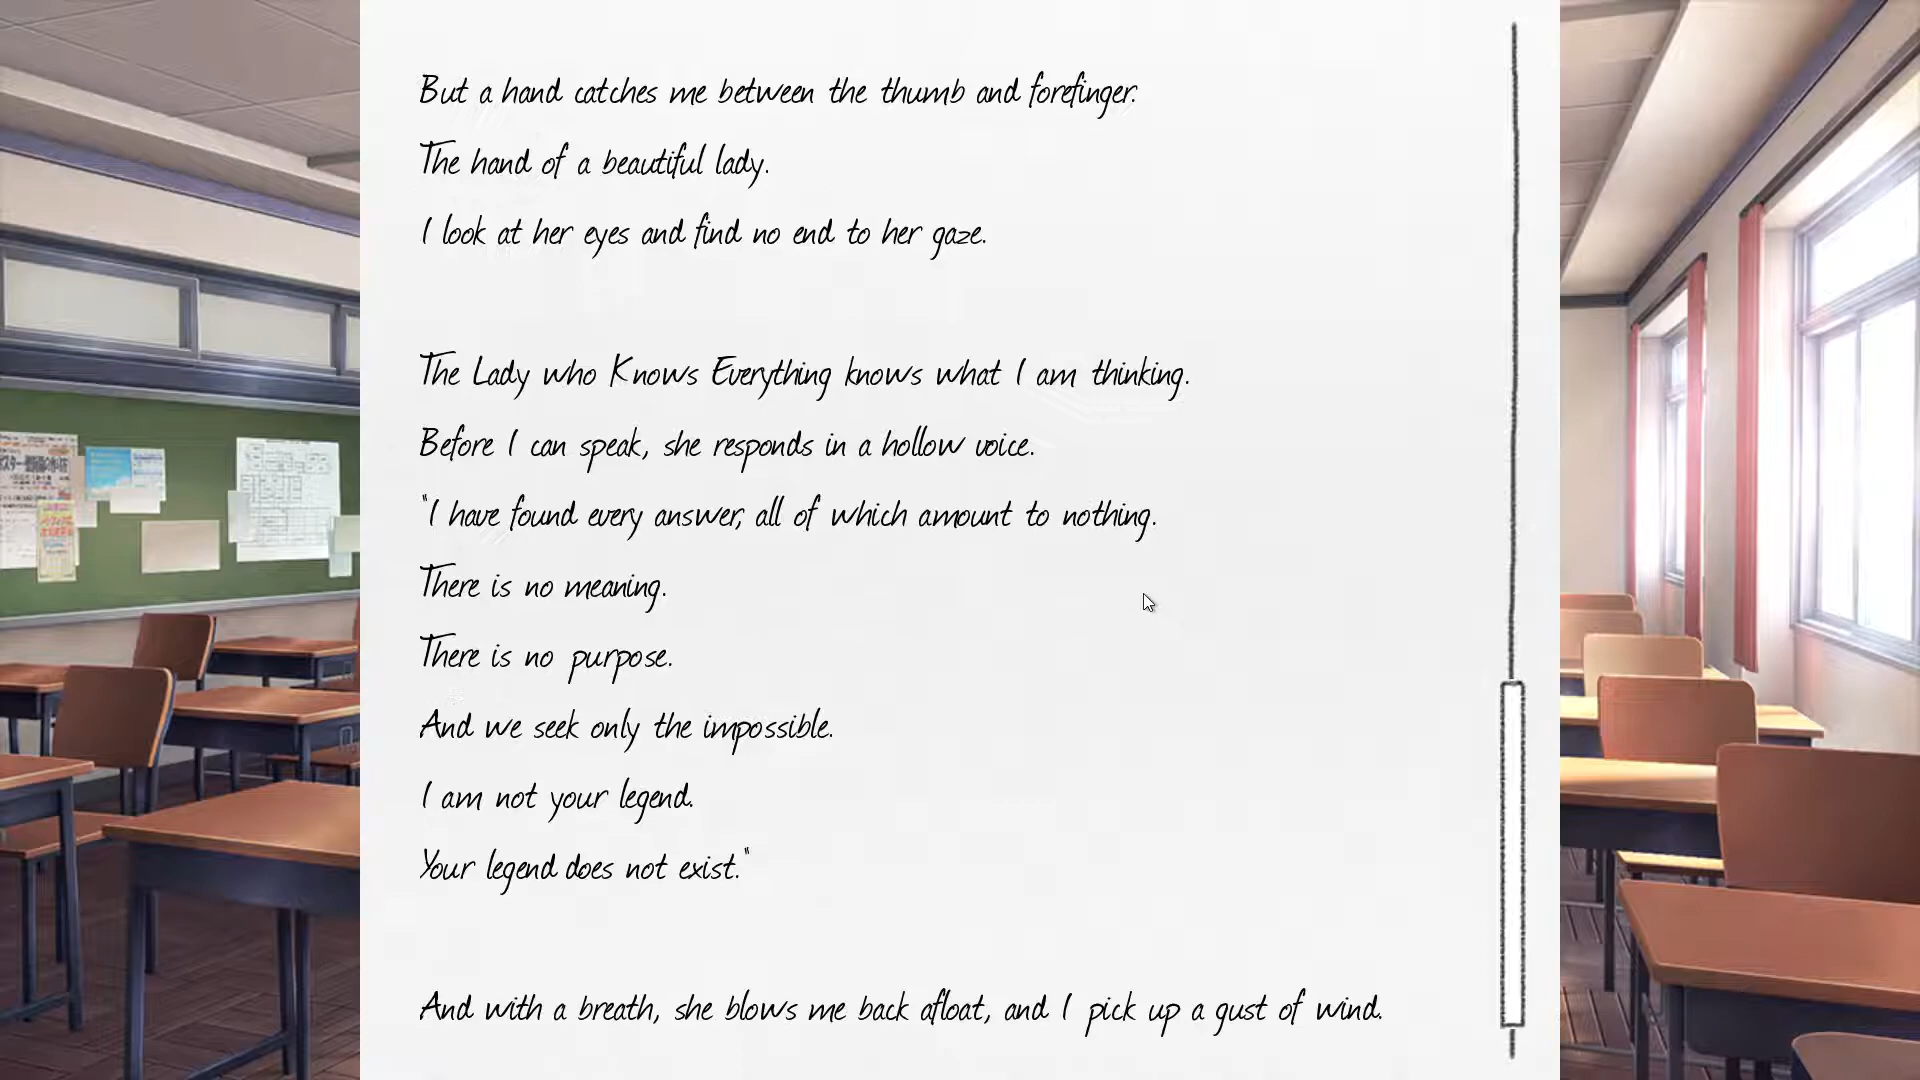 But a hand catches me between the thumb and forefinger.
The hand of a beautiful lady.
I look at her eyes and find no end to her gaze.
The Lady who Knows Everything knows what I am thinking.
Before I can speak, she responds in a hollow voice.
"I have found every answer, all of which amount to nothing.
There is no meaning.
There is no purpose.
And we seek only the impossible.
I am not your legend.
Your legend does not exist."
And with a breath, she blows me back afloat, and I pick up a gust of wind.